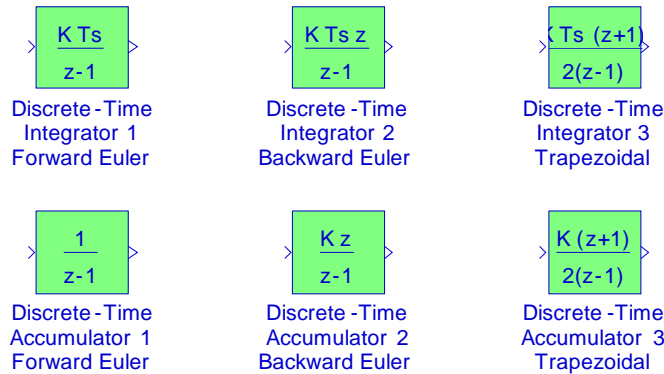 K Ts
z-1
Discrete-Time
Integrator 1
Forward Euler
K Ts z
z-1
Discrete-Time
Integrator 2
Backward Euler
K Ts (z+1)
2(z-1)
Discrete-Time
Integrator 3
Trapezoidal
1
z-1
Discrete-Time
Accumulator 1
Forward Euler
K z
z-1
Discrete-Time
Accumulator 2
Backward Euler
K (z+1)
2(z-1)
Discrete-Time
Accumulator 3
Trapezoidal